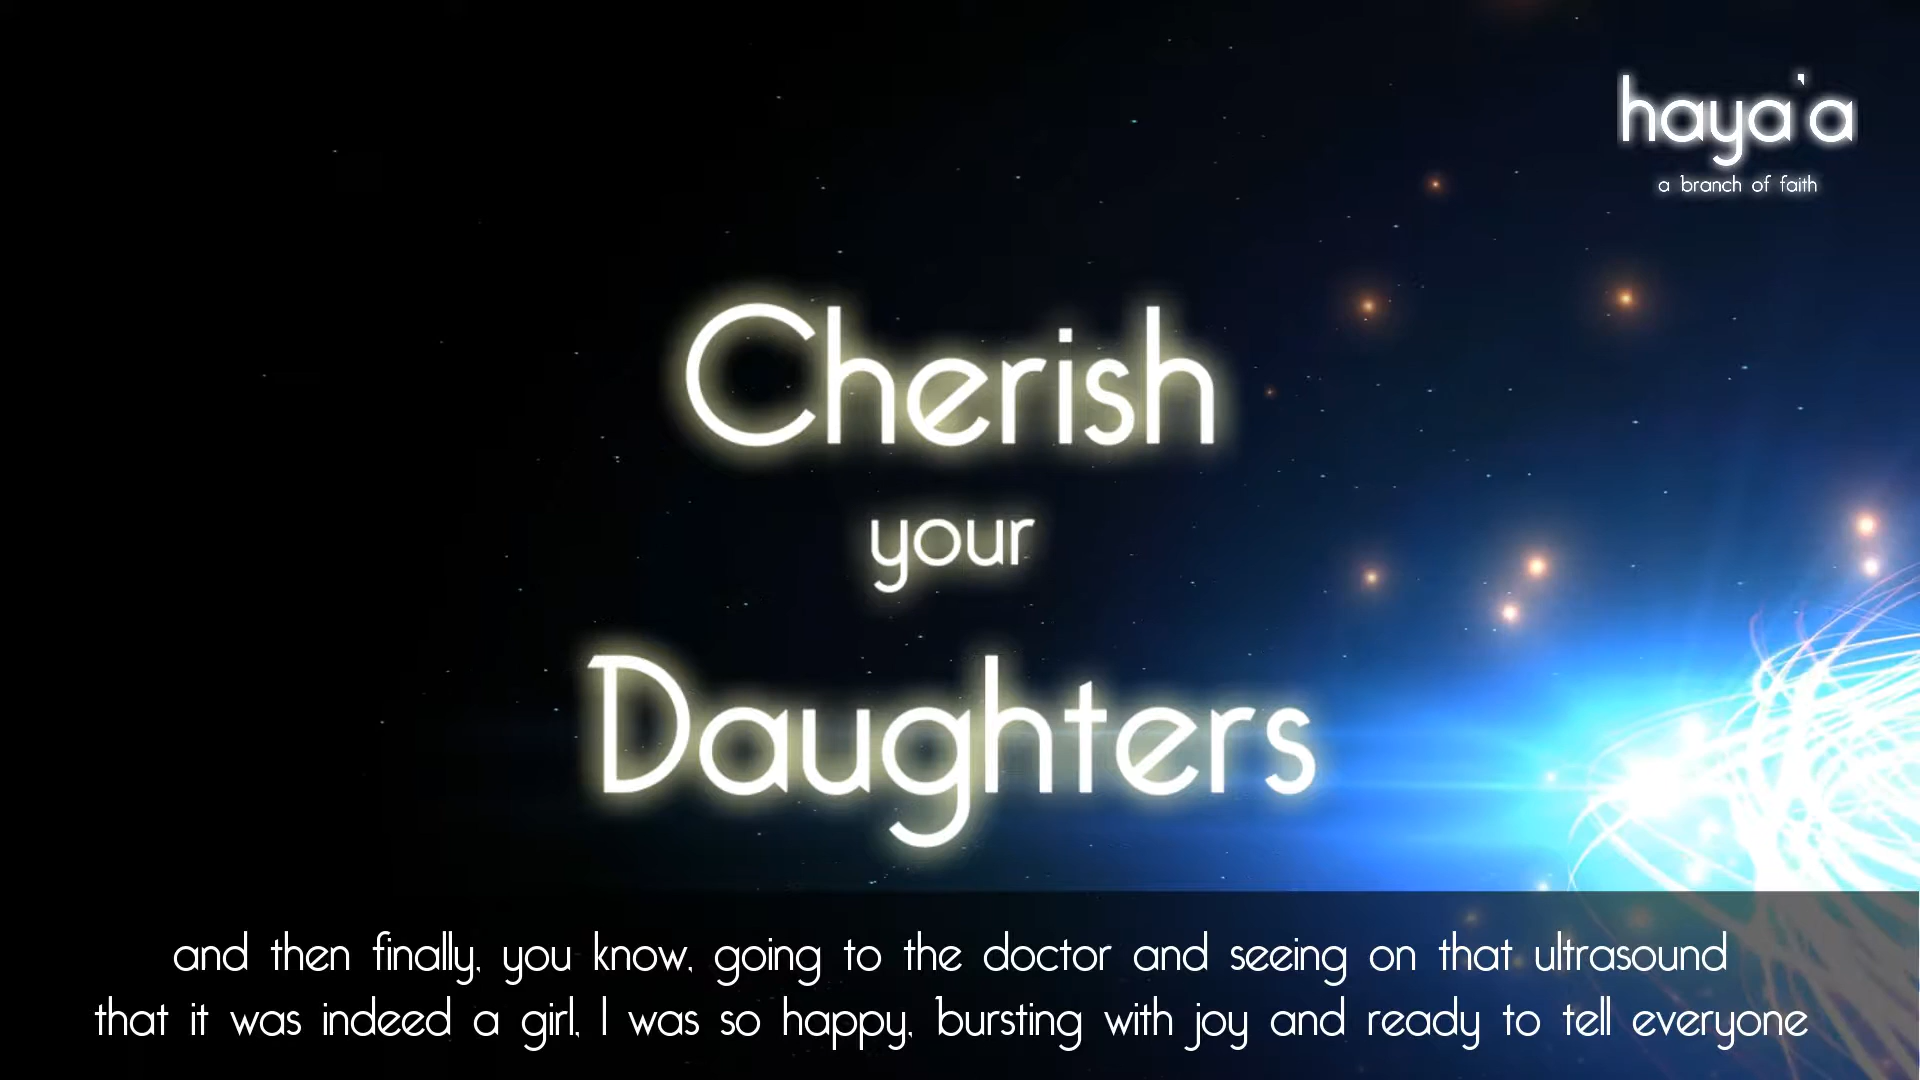 haya'a
a branch of faith
Cherish
your
Daughters
and then finally, you know, going to the doctor and seeing on that ultrasound
that it was indeed a girl, I was so happy, bursting with joy and ready to tell everyone